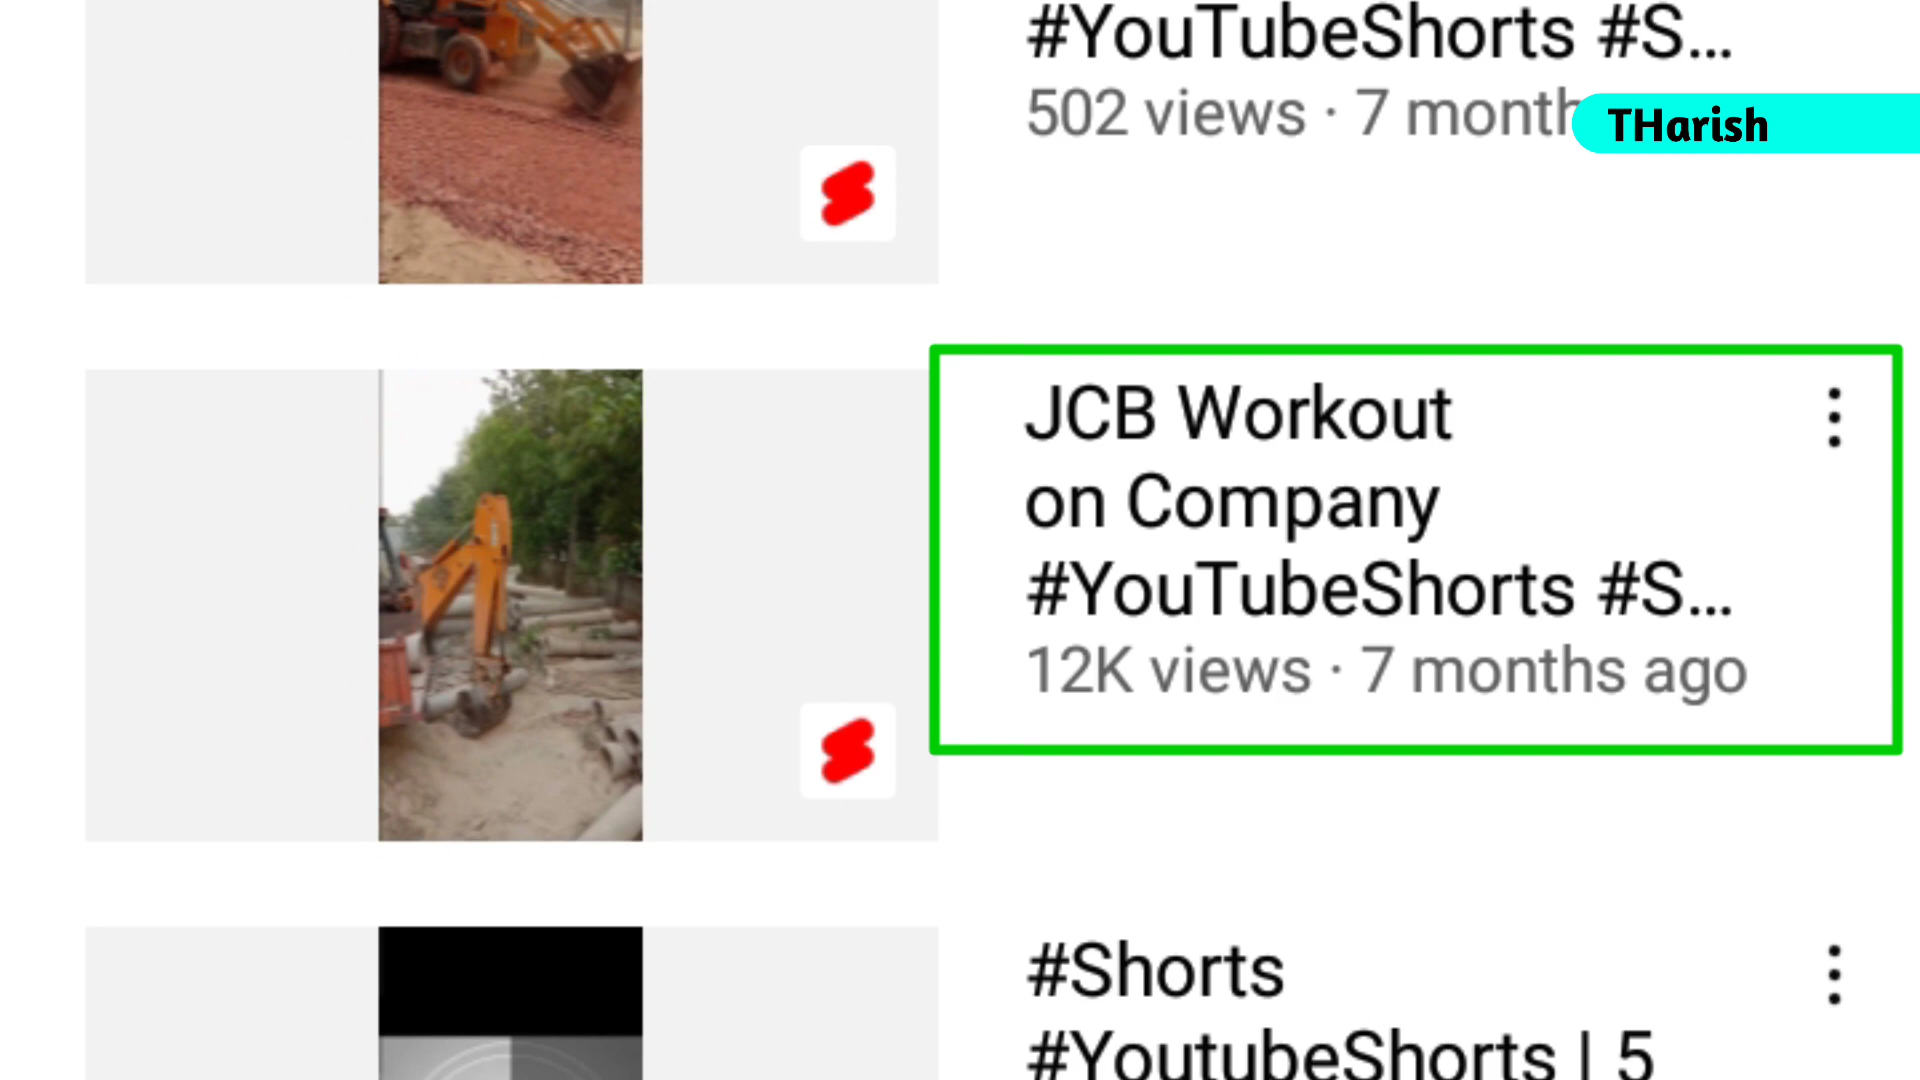 #YouTubeShorts #S...
502 views · 7 month
THarish
JCB Workout
on Company
#YouTubeShorts #S...
12K views · 7 months ago
#Shorts
#YoutubeShorts | 5